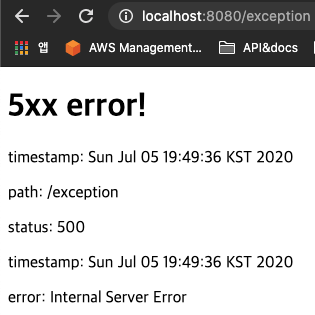 localhost:8080/exception
앱 AWS Management... API&docs
5xx error!
timestamp: Sun Jul 05 19:49:36 KST 2020
path: /exception
status: 500
timestamp: Sun Jul 05 19:49:36 KST 2020
error: Internal Server Error